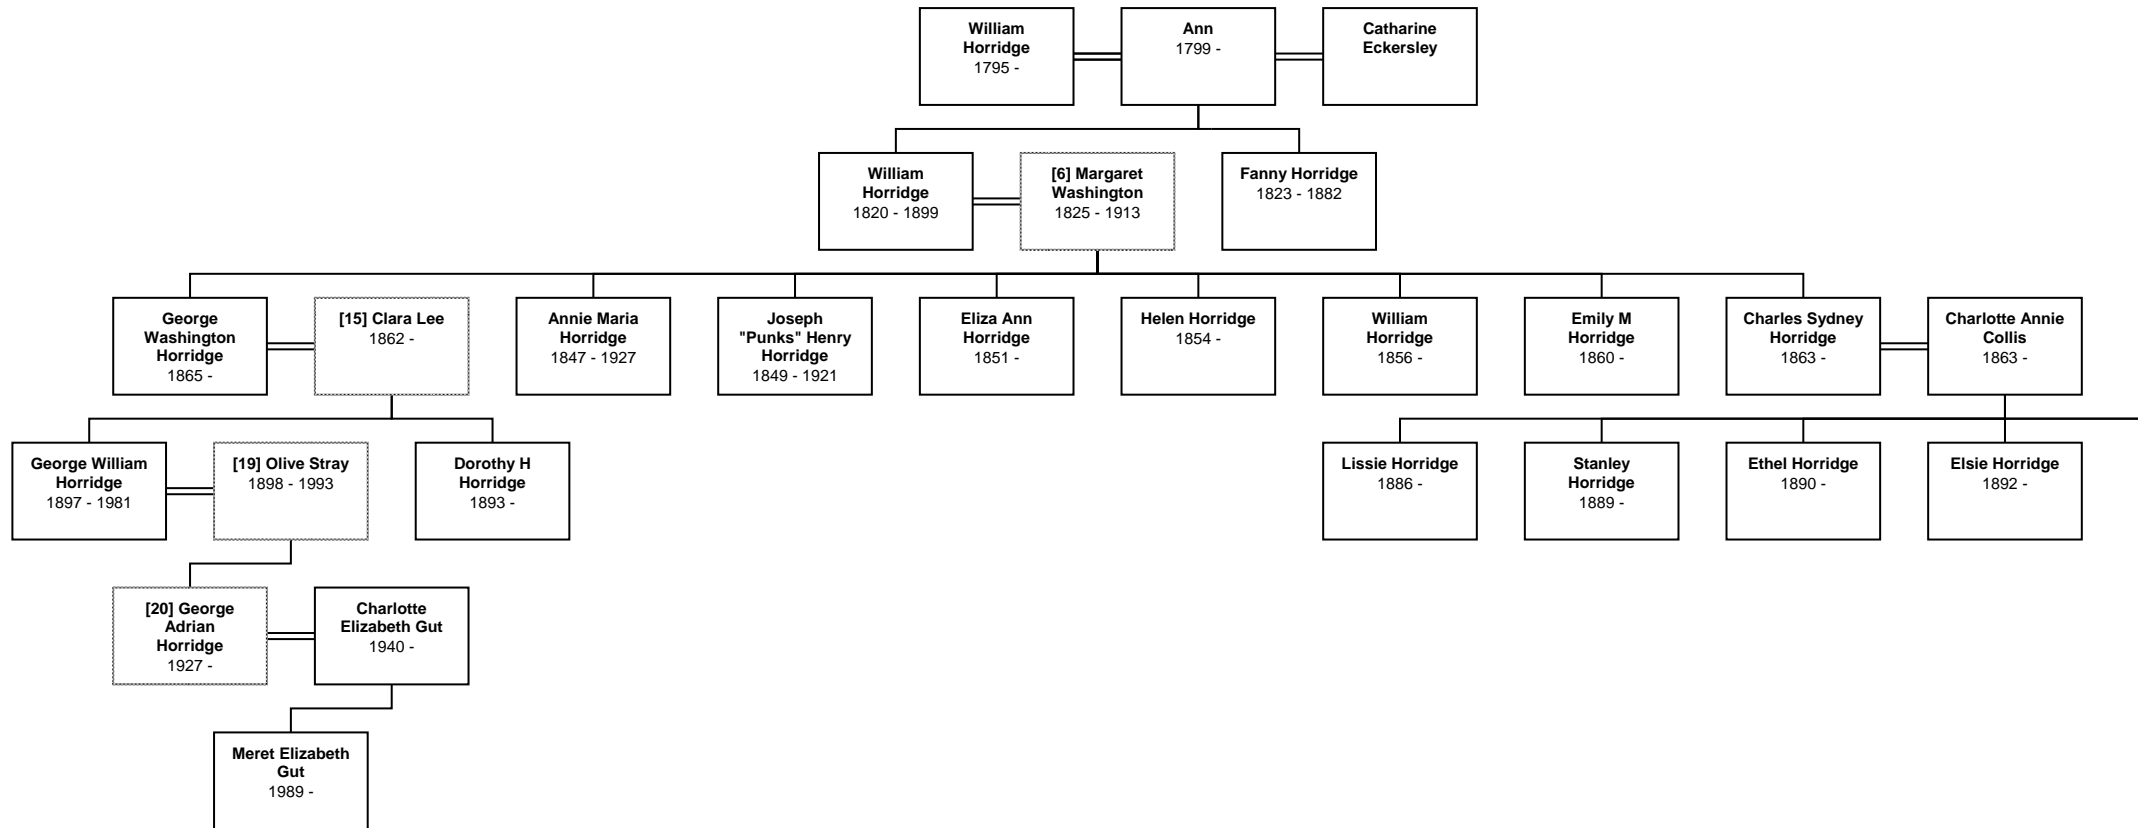 William
Horridge
1795 -
Ann
1799 -
Catharine
Eckersley
William
Horridge
1820 - 1899
[6] Margaret
Washington
1825 - 1913
Fanny Horridge
1823 - 1882
George
Washington
Horridge
1865 -
[15] Clara Lee
1862 -
Annie Maria
Horridge
1847 - 1927
Joseph
"Punks" Henry
Horridge
1849 - 1921
Eliza Ann
Horridge
1851 -
Helen Horridge
1854 -
William
Horridge
1856 -
Emily M
Horridge
1860 -
Charles Sydney
Horridge
1863 -
Charlotte Annie
Collis
1863 -
George William
Horridge
1897 - 1981
[19] Olive Stray
1898 - 1993
Dorothy H
Horridge
1893 -
Lissie Horridge
1886 -
Stanley
Horridge
1889 -
Ethel Horridge
1890 -
Elsie Horridge
1892 -
[20] George
Adrian
Horridge
1927 -
Charlotte
Elizabeth Gut
1940 -
Meret Elizabeth
Gut
1989 -